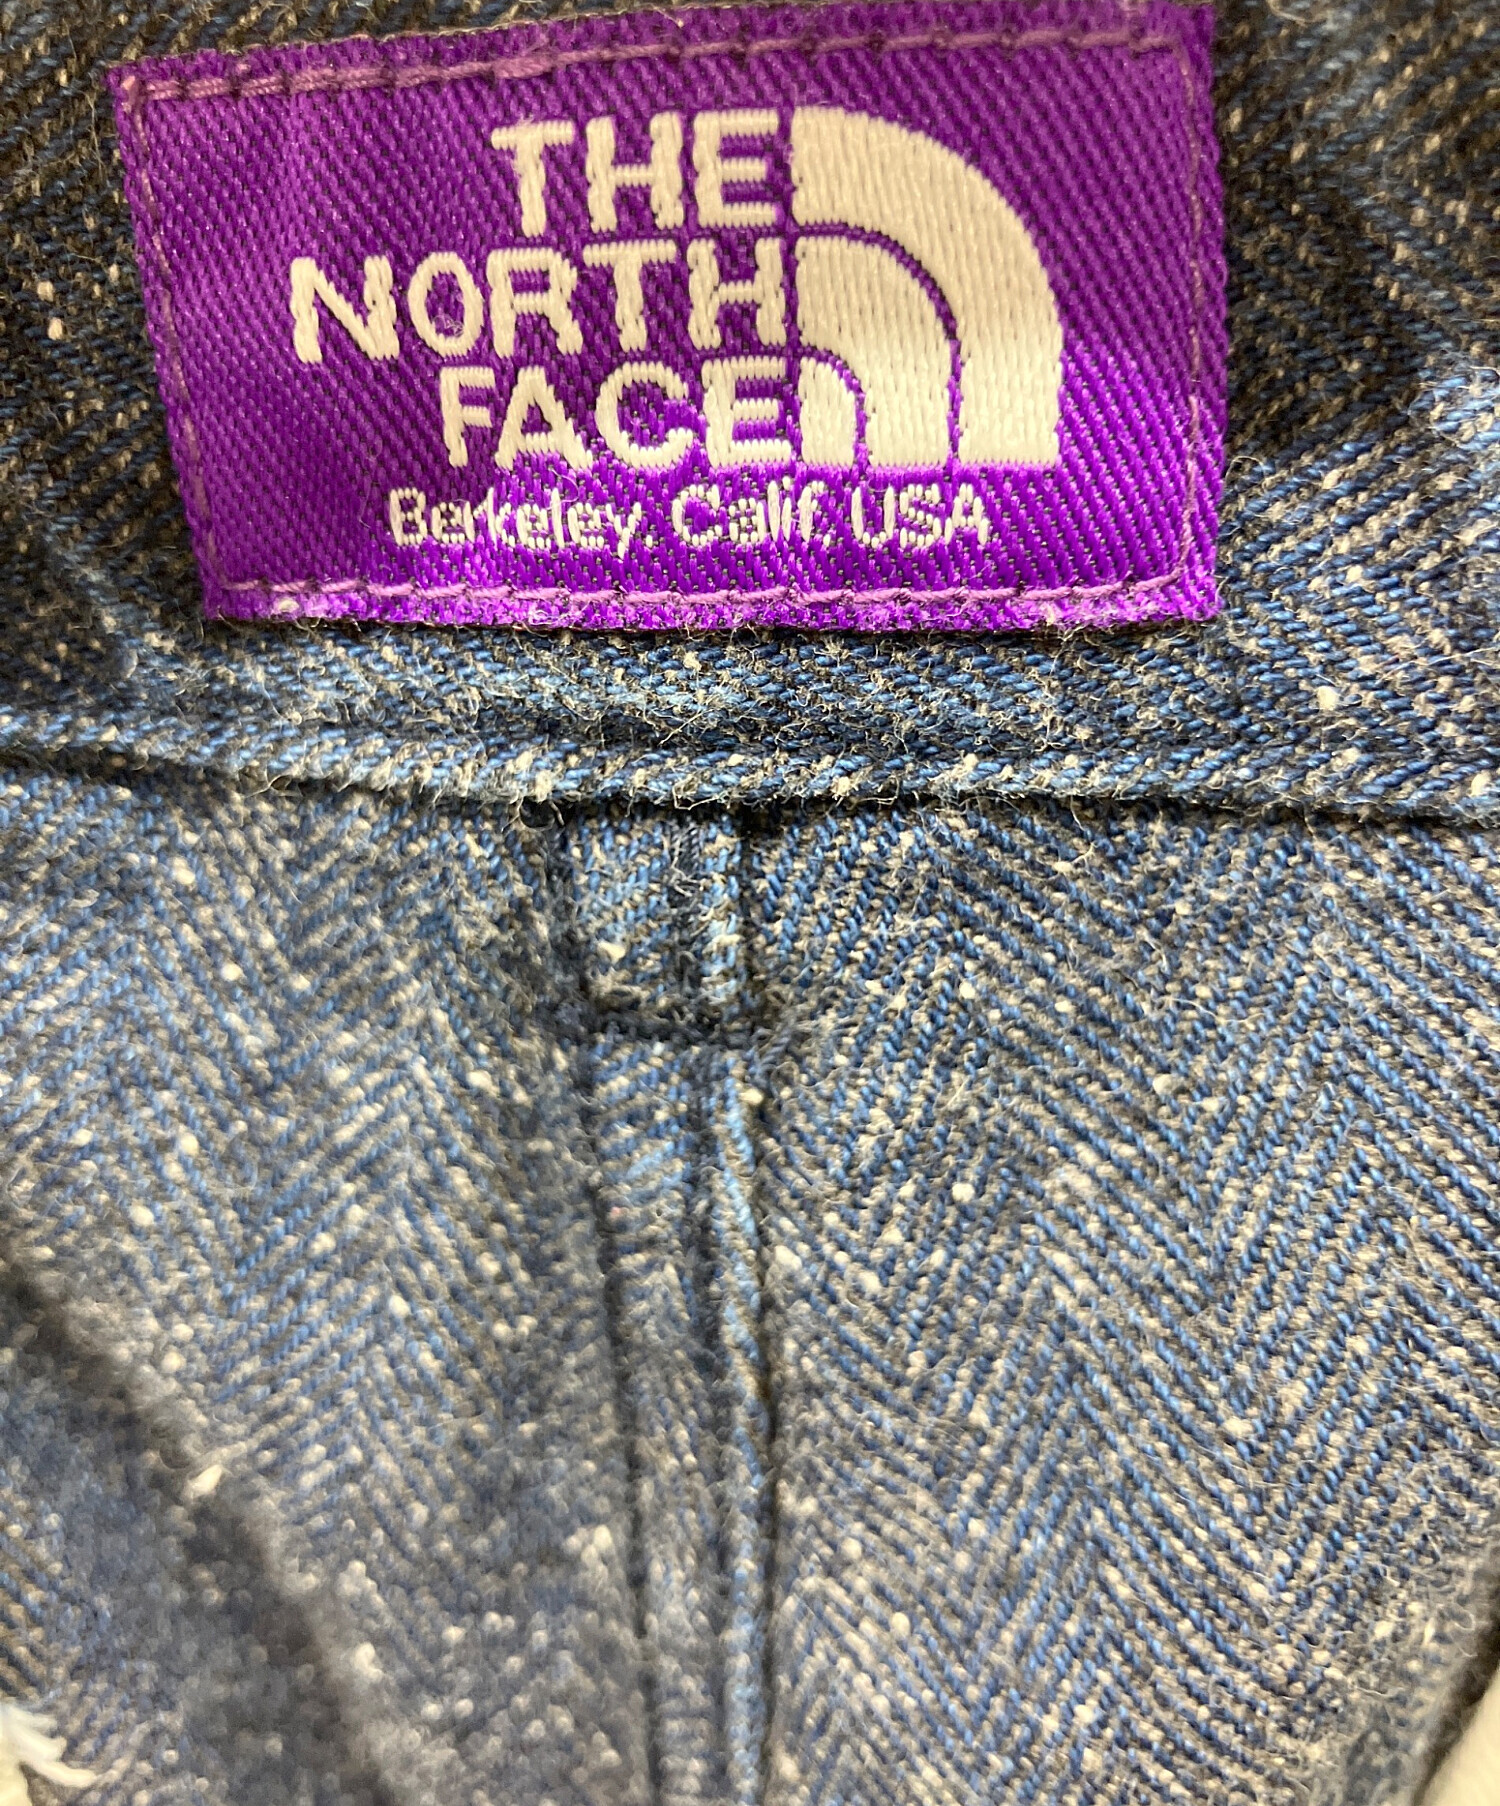 THE
NORTH
FACE
Berkeley. Calif. USA